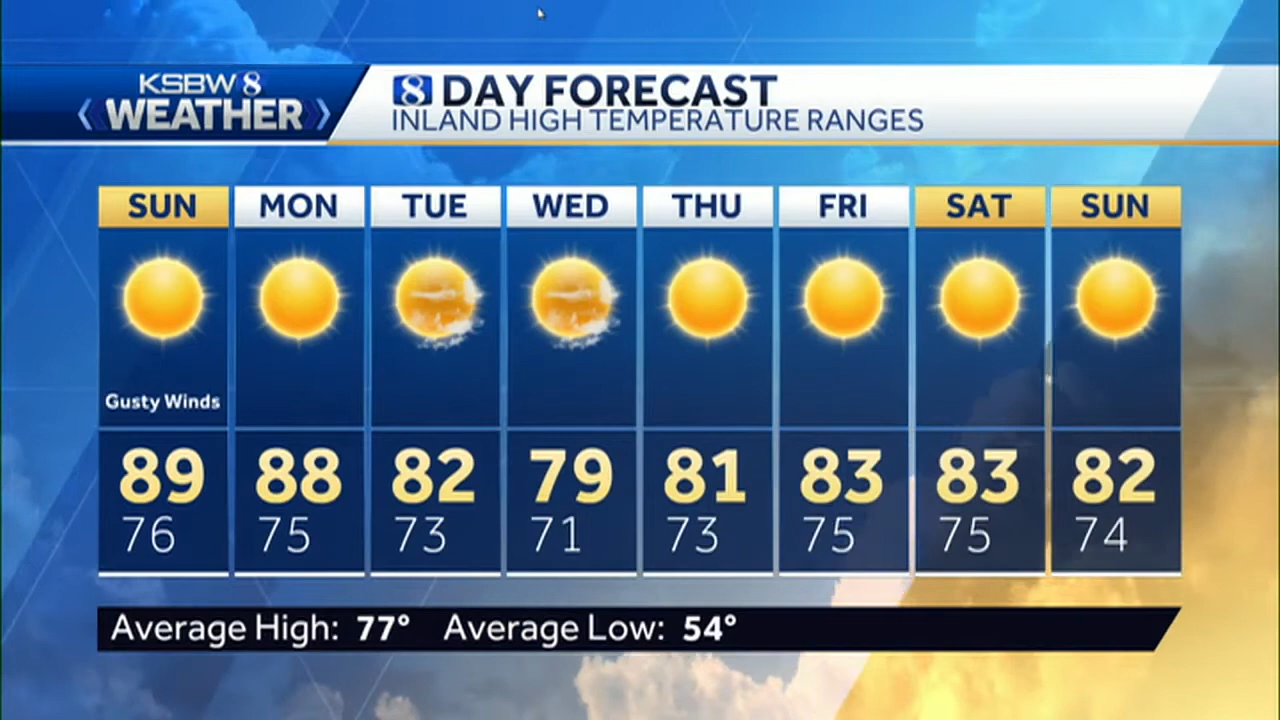 KSBW 8
WEATHER
8 DAY FORECAST
INLAND HIGH TEMPERATURE RANGES
SUN MON TUE WED THU FRI SAT SUN
Gusty Winds
89 88 82 79 81 83 83 82
76 75 73 71 73 75 75 74
Average High: 77° Average Low: 54°